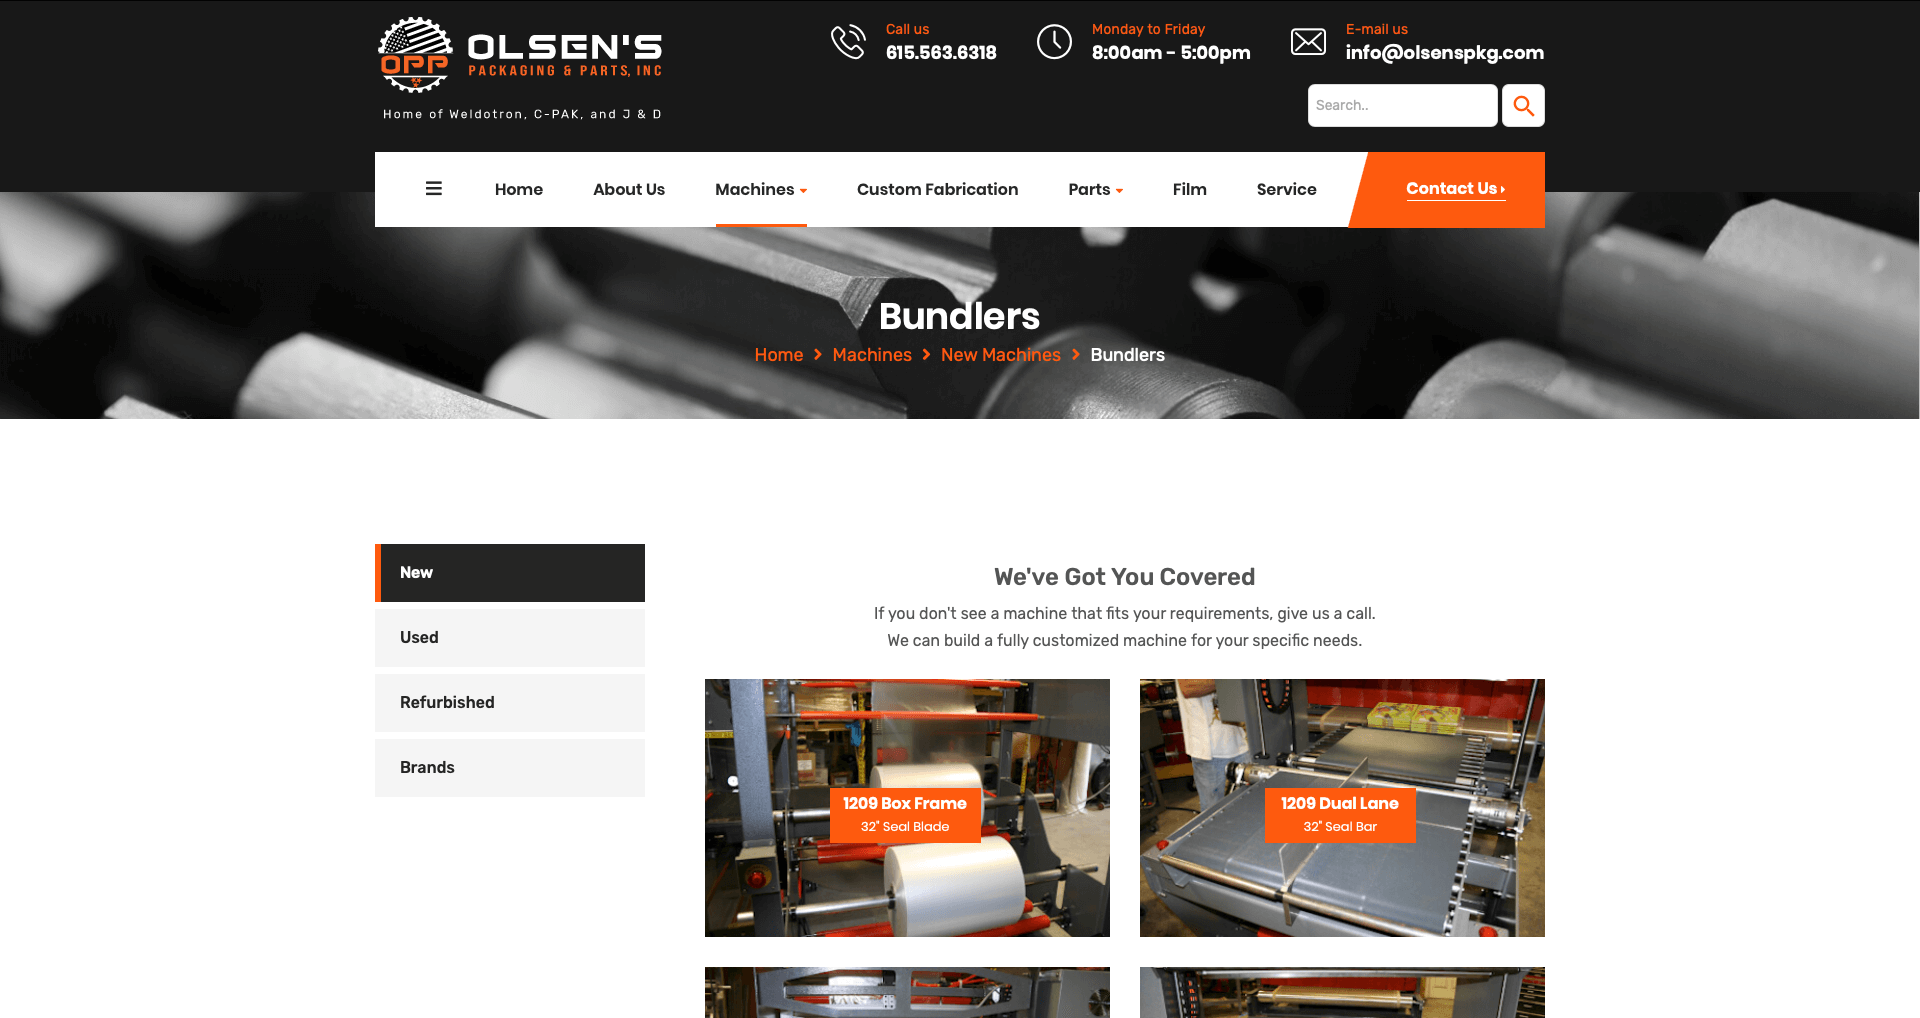 OPP
OLSEN'S
PACKAGING & PARTS, INC
Home of Weldotron, C-PAK, and J & D
Call us
615.563.6318
Monday to Friday
8:00am - 5:00pm
E-mail us
info@olsenspkg.com
Search..
Home
About Us
Machines
Custom Fabrication
Parts
Film
Service
Contact Us
Bundlers
Home
Machines
New Machines
Bundlers
New
Used
Refurbished
Brands
We've Got You Covered
If you don't see a machine that fits your requirements, give us a call.
We can build a fully customized machine for your specific needs.
1209 Box Frame
32" Seal Blade
1209 Dual Lane
32" Seal Bar